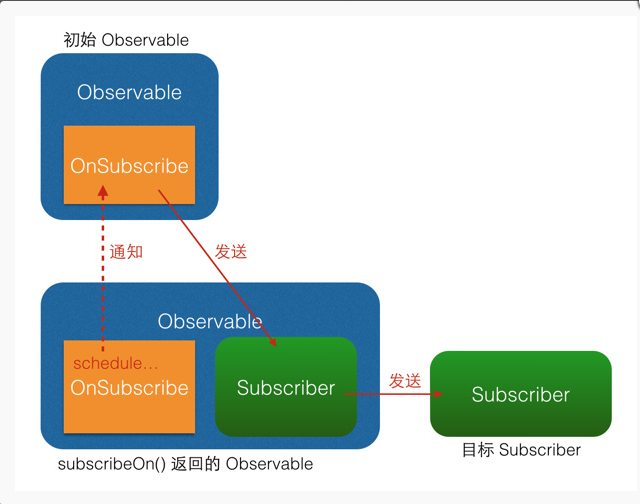 初始 Observable
Observable
OnSubscribe
通知
发送
Observable
schedule...
OnSubscribe
Subscriber
发送
Subscriber
subscribeOn() 返回的 Observable
目标 Subscriber